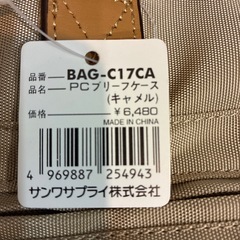 品番 BAG-C17CA
品名 PCブリーフケース
(キャメル)
価格 ￥6,480
MADE IN CHINA
4 969887 254943
サンワサプライ株式会社